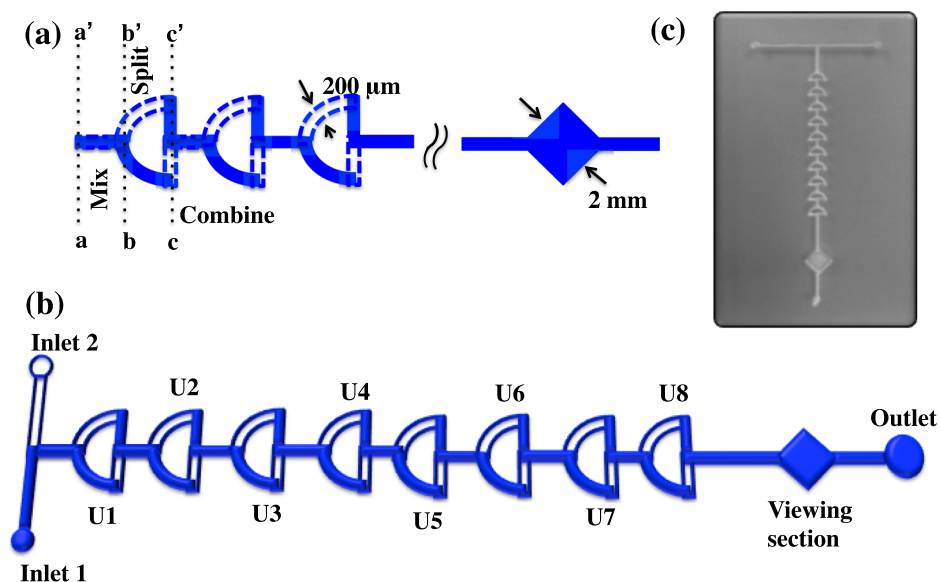 (a)
a’ b’ c’
Split
200 µm
Mix
Combine
a b c
2 mm
(c)
(b)
Inlet 2
U2 U4 U6 U8
Outlet
U1 U3 U5 U7
Viewing
section
Inlet 1